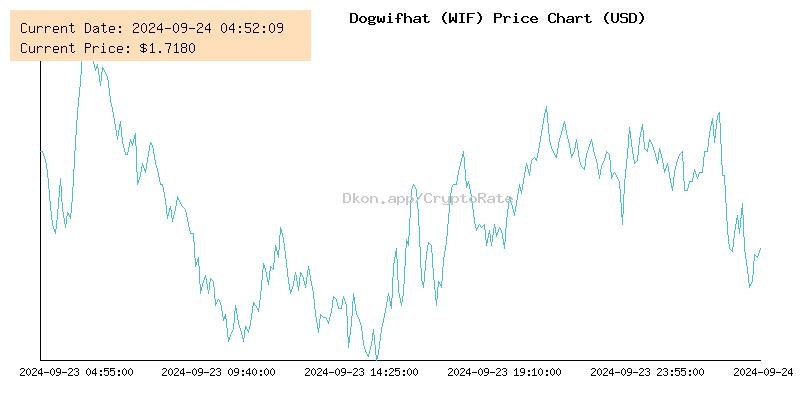 Dogwifhat (WIF) Price Chart (USD)
Current Date: 2024-09-24 04:52:09
Current Price: $1.7180
Dkon.app/CryptoRate
2024-09-23 04:55:00 2024-09-23 09:40:00 2024-09-23 14:25:00 2024-09-23 19:10:00 2024-09-23 23:55:00 2024-09-24